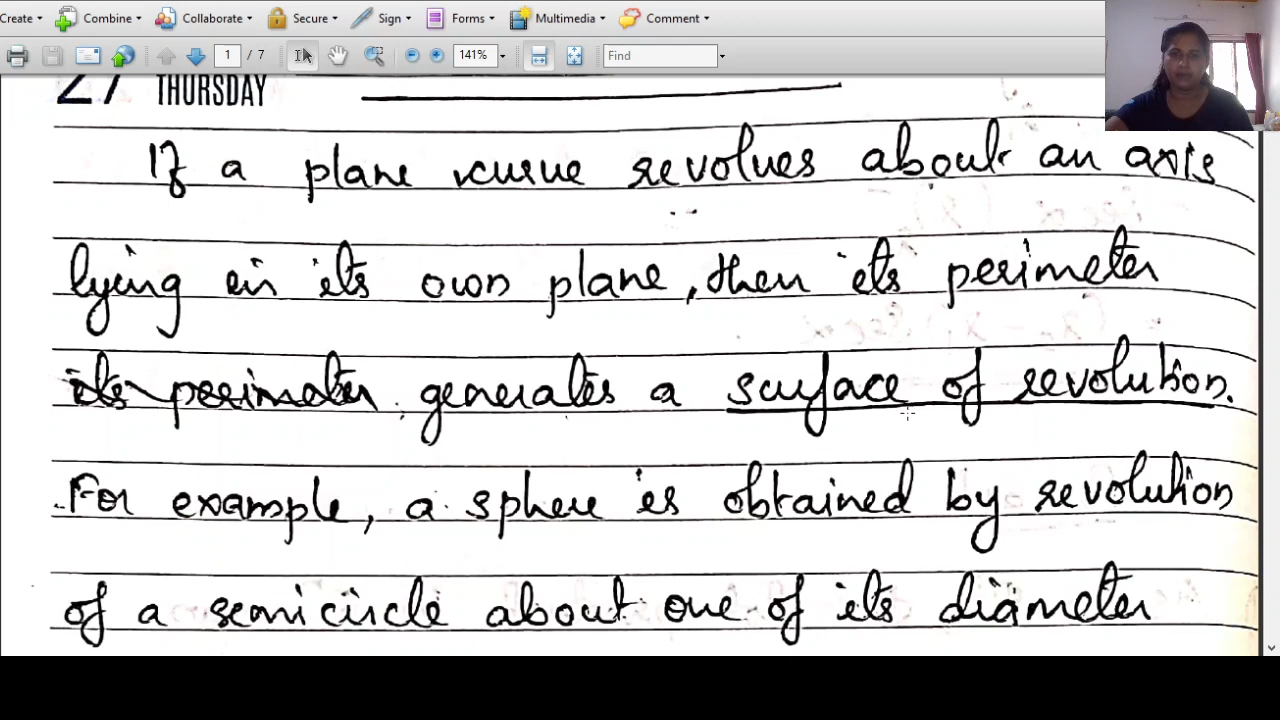 Create Combine Collaborate Secure Sign Forms Multimedia Comment
1 / 7 141% Find
27 THURSDAY
If a plane curve revolves about an axis
lying in its own plane, then its perimeter
its perimeter generates a surface of revolution.
For example, a sphere is obtained by revolution
of a semicircle about one of its diameter